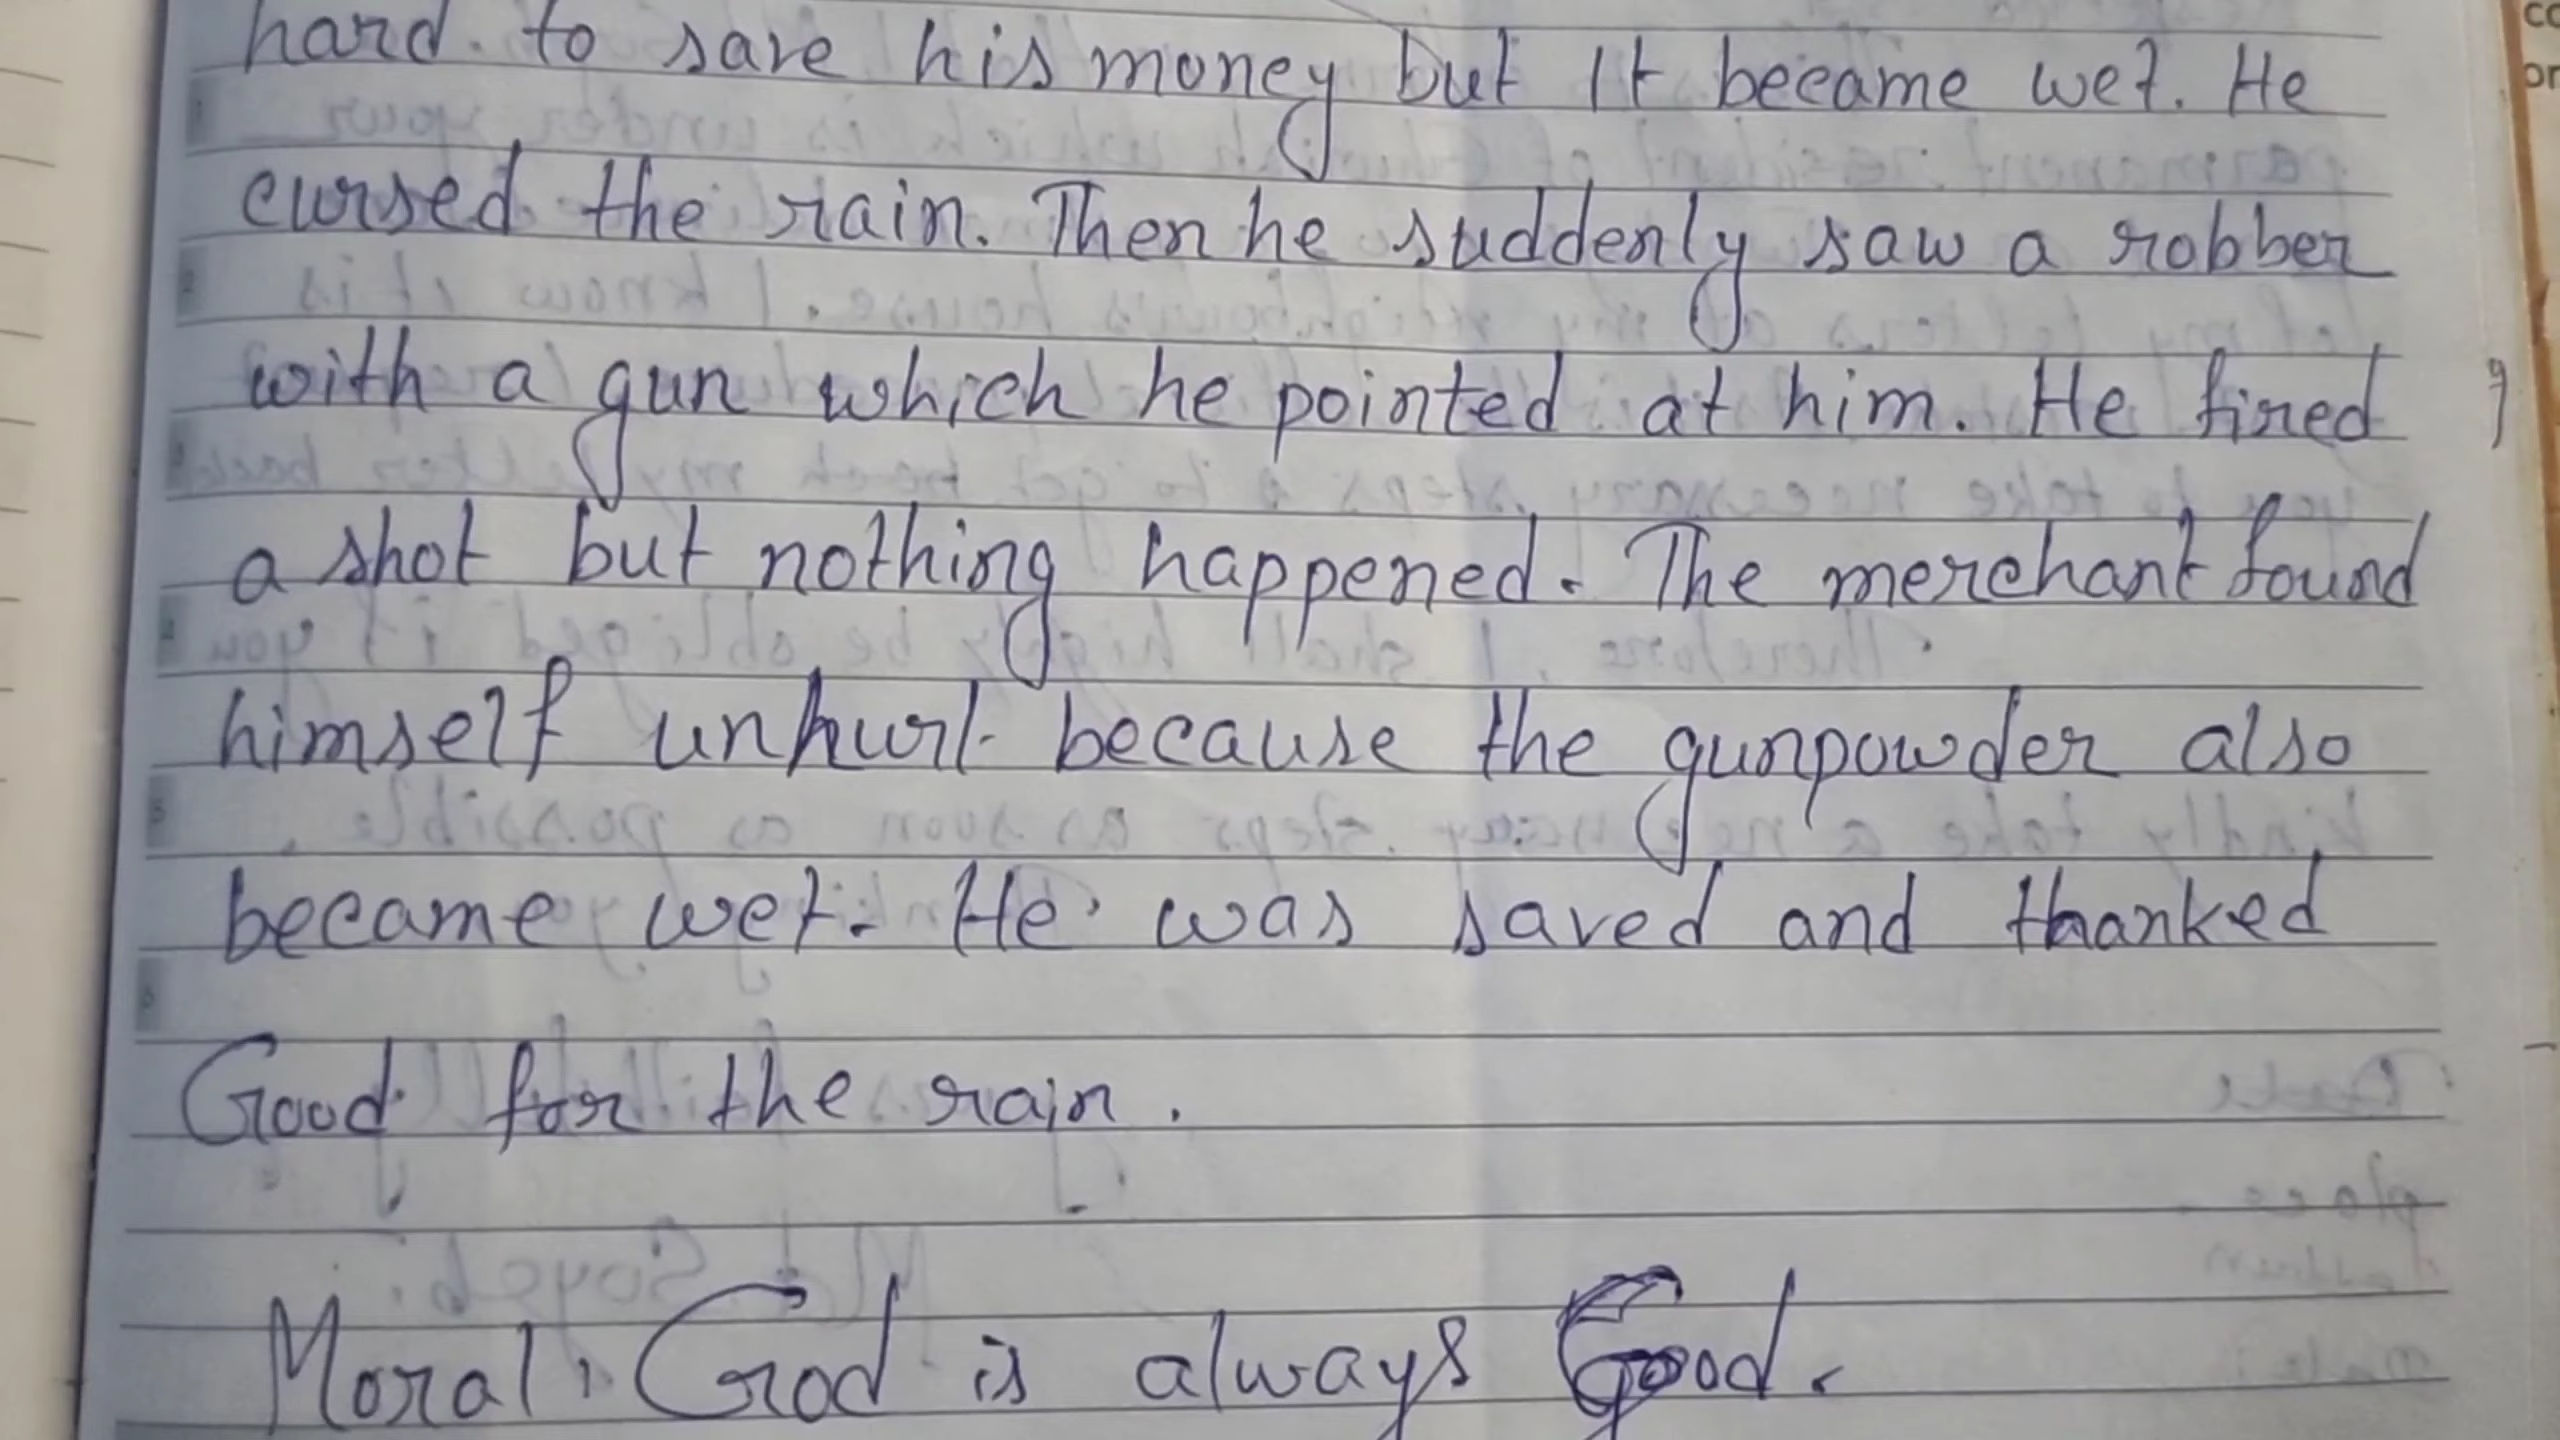 hard to save his money but It became wet. He
cursed the rain. Then he suddenly saw a robber
with a gun which he pointed at him. He fired
a shot but nothing happened. The merchant found
himself unhurt because the gunpowder also
became wet. He was saved and thanked
Good for the rain.
Moral: God is always Good.